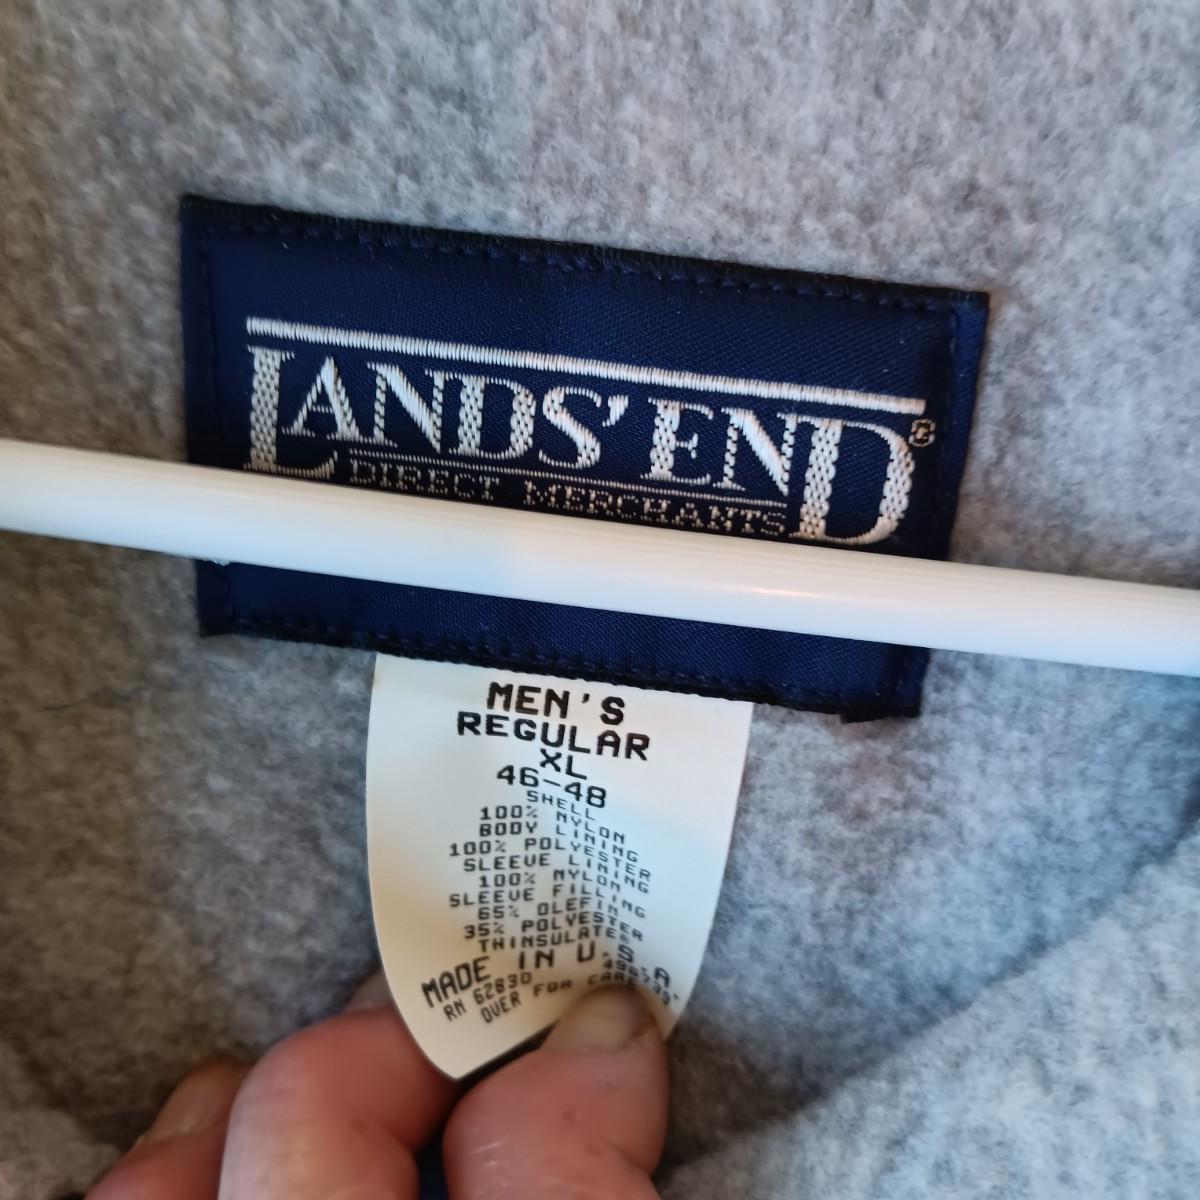 LANDS' END®
DIRECT MERCHANTS
MEN'S
REGULAR
XL
46-48
SHELL
100% NYLON
BODY LINING
100% POLYESTER
SLEEVE LINING
100% NYLON
SLEEVE FILLING
65% OLEFIN
35% POLYESTER
THINSULATE®
MADE IN U.S.A
RN 62830
OVER FOR CARE